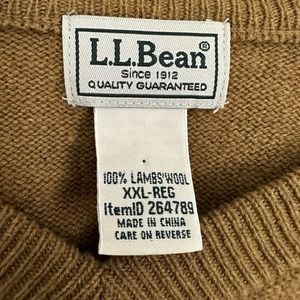 L.L.Bean®
Since 1912
QUALITY GUARANTEED
100% LAMBS'WOOL
XXL-REG
ItemID 264789
MADE IN CHINA
CARE ON REVERSE